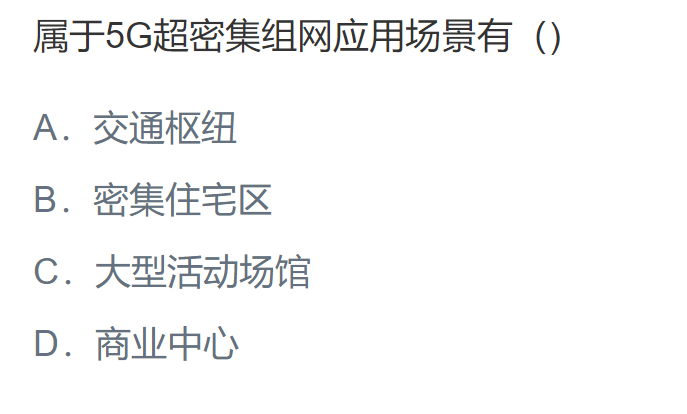 属于5G超密集组网应用场景有（）
A．交通枢纽
B．密集住宅区
C．大型活动场馆
D．商业中心